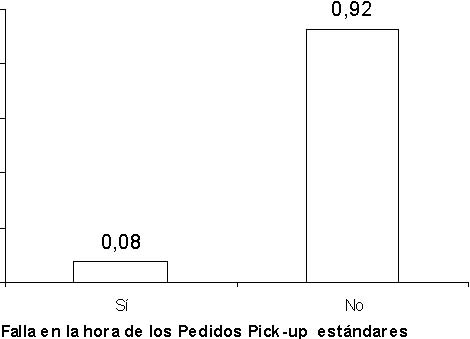 0,92
0,08
Sí
No
Falla en la hora de los Pedidos Pick-up estándares